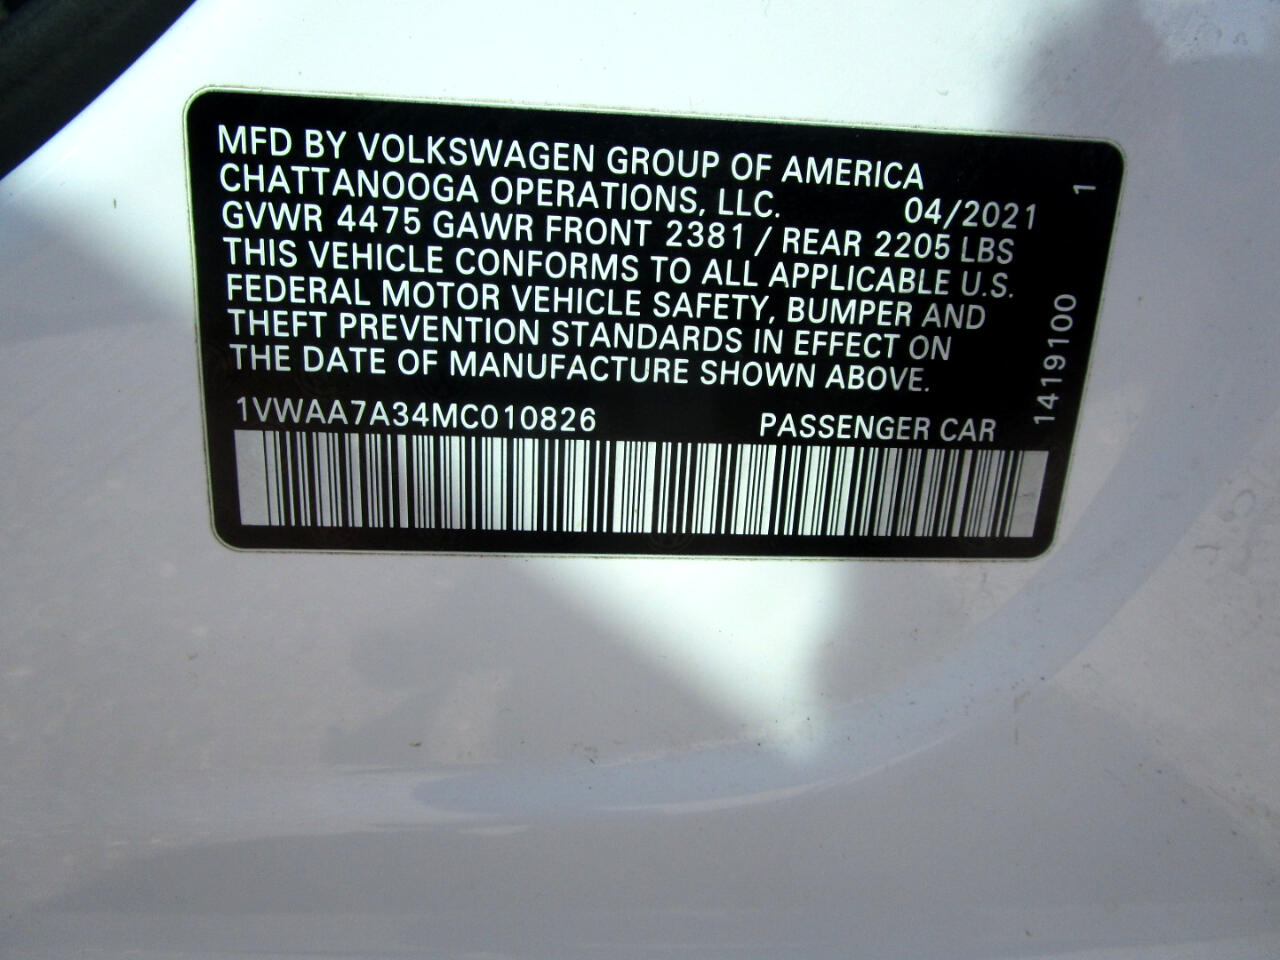 MFD BY VOLKSWAGEN GROUP OF AMERICA
CHATTANOOGA OPERATIONS, LLC. 04/2021
GVWR 4475 GAWR FRONT 2381 / REAR 2205 LBS
THIS VEHICLE CONFORMS TO ALL APPLICABLE U.S.
FEDERAL MOTOR VEHICLE SAFETY, BUMPER AND
THEFT PREVENTION STANDARDS IN EFFECT ON
THE DATE OF MANUFACTURE SHOWN ABOVE.
1VWAA7A34MC010826 PASSENGER CAR
1419100 1